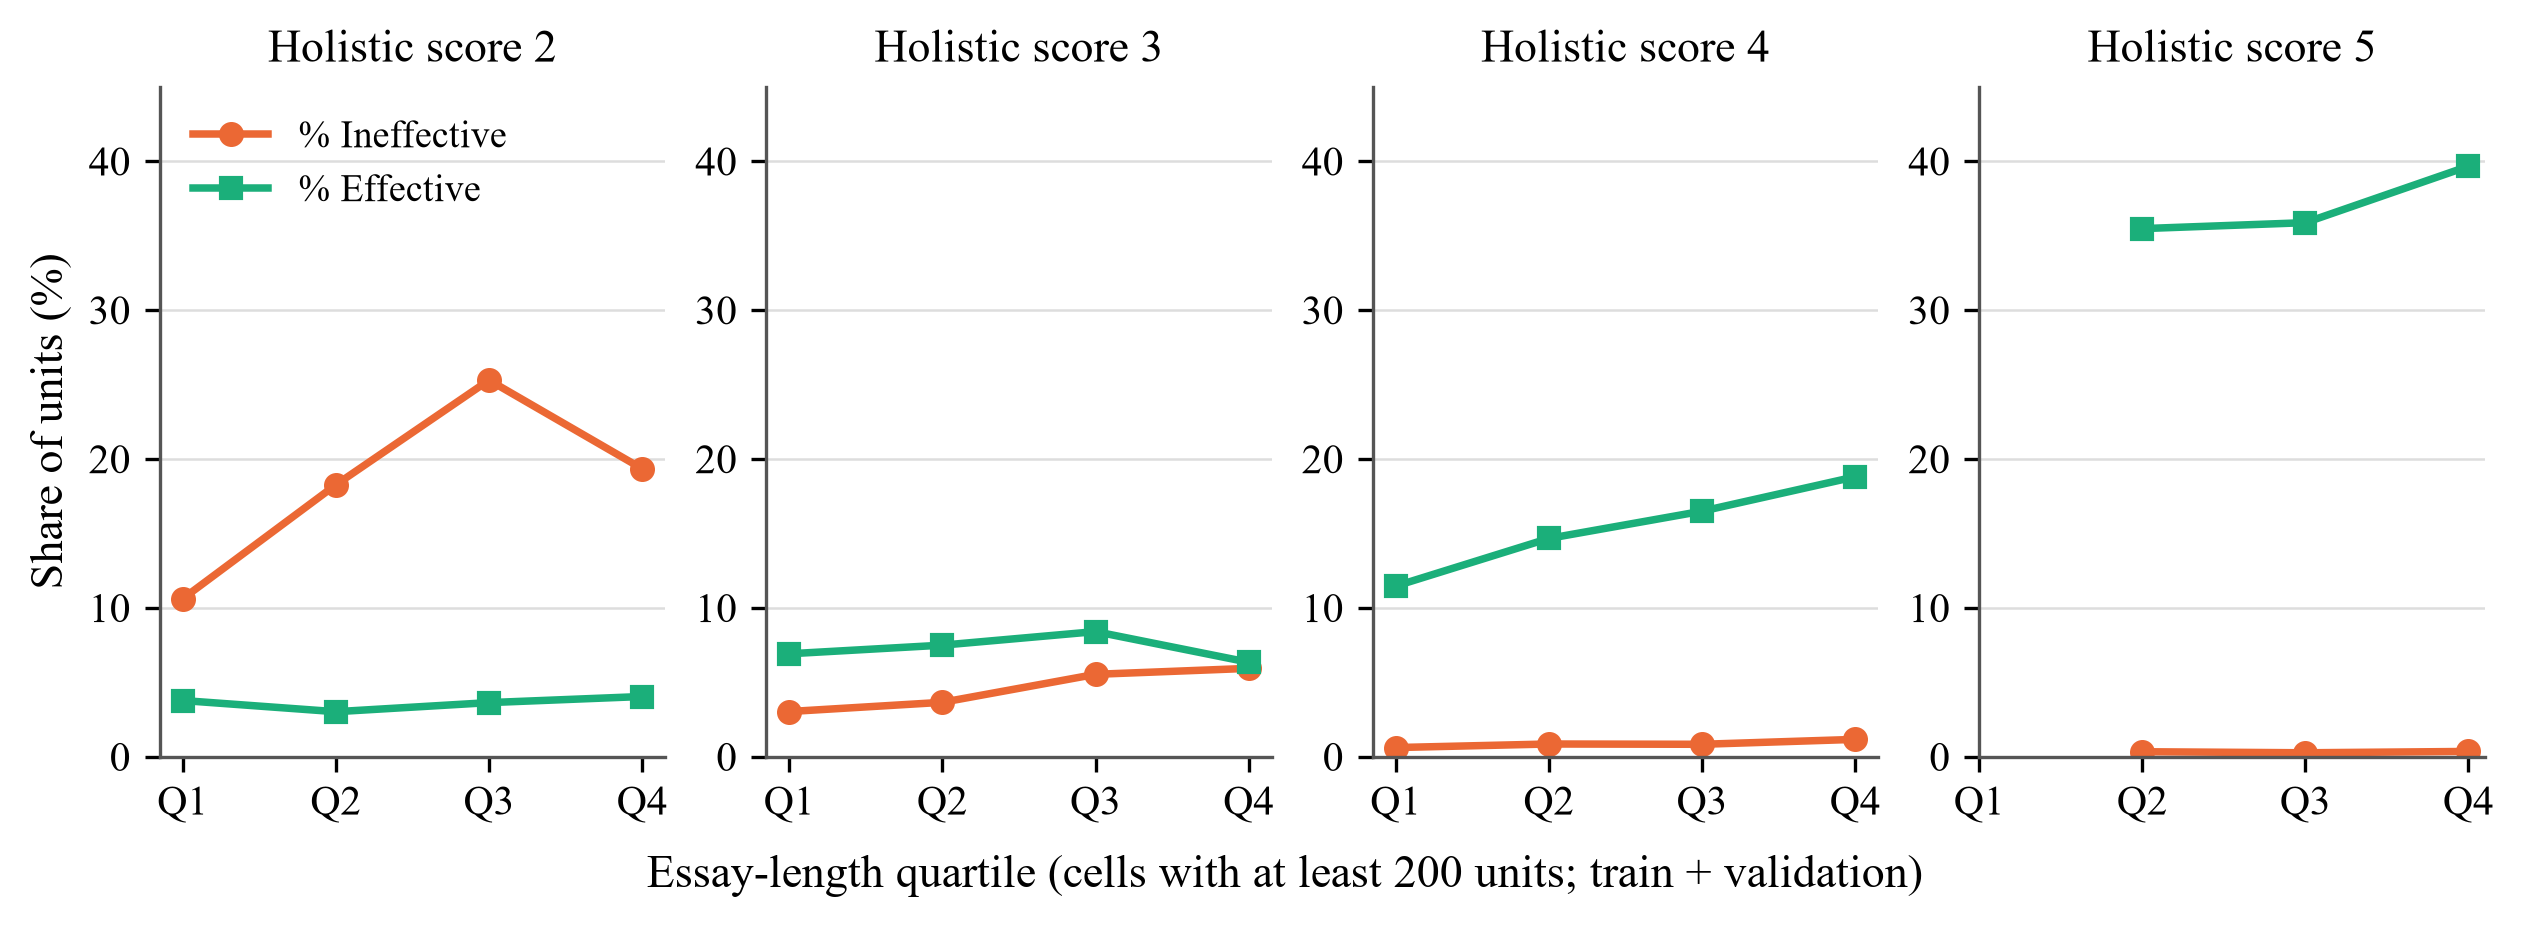 Holistic score 2
Holistic score 3
Holistic score 4
Holistic score 5
% Ineffective
% Effective
Share of units (%)
40
30
20
10
0
Q1 Q2 Q3 Q4
40
30
20
10
0
Q1 Q2 Q3 Q4
40
30
20
10
0
Q1 Q2 Q3 Q4
40
30
20
10
0
Q1 Q2 Q3 Q4
Essay-length quartile (cells with at least 200 units; train + validation)